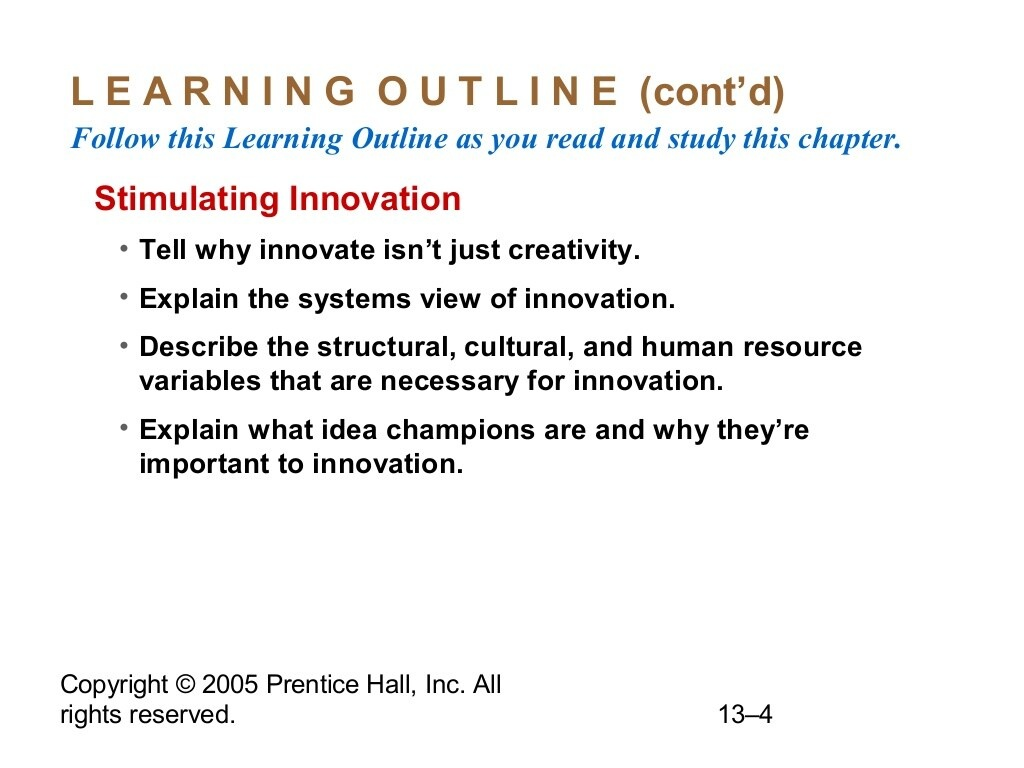 L E A R N I N G  O U T L I N E  (cont’d)
Follow this Learning Outline as you read and study this chapter.
Stimulating Innovation
• Tell why innovate isn’t just creativity.
• Explain the systems view of innovation.
• Describe the structural, cultural, and human resource
variables that are necessary for innovation.
• Explain what idea champions are and why they’re
important to innovation.
Copyright © 2005 Prentice Hall, Inc. All
rights reserved.
13–4